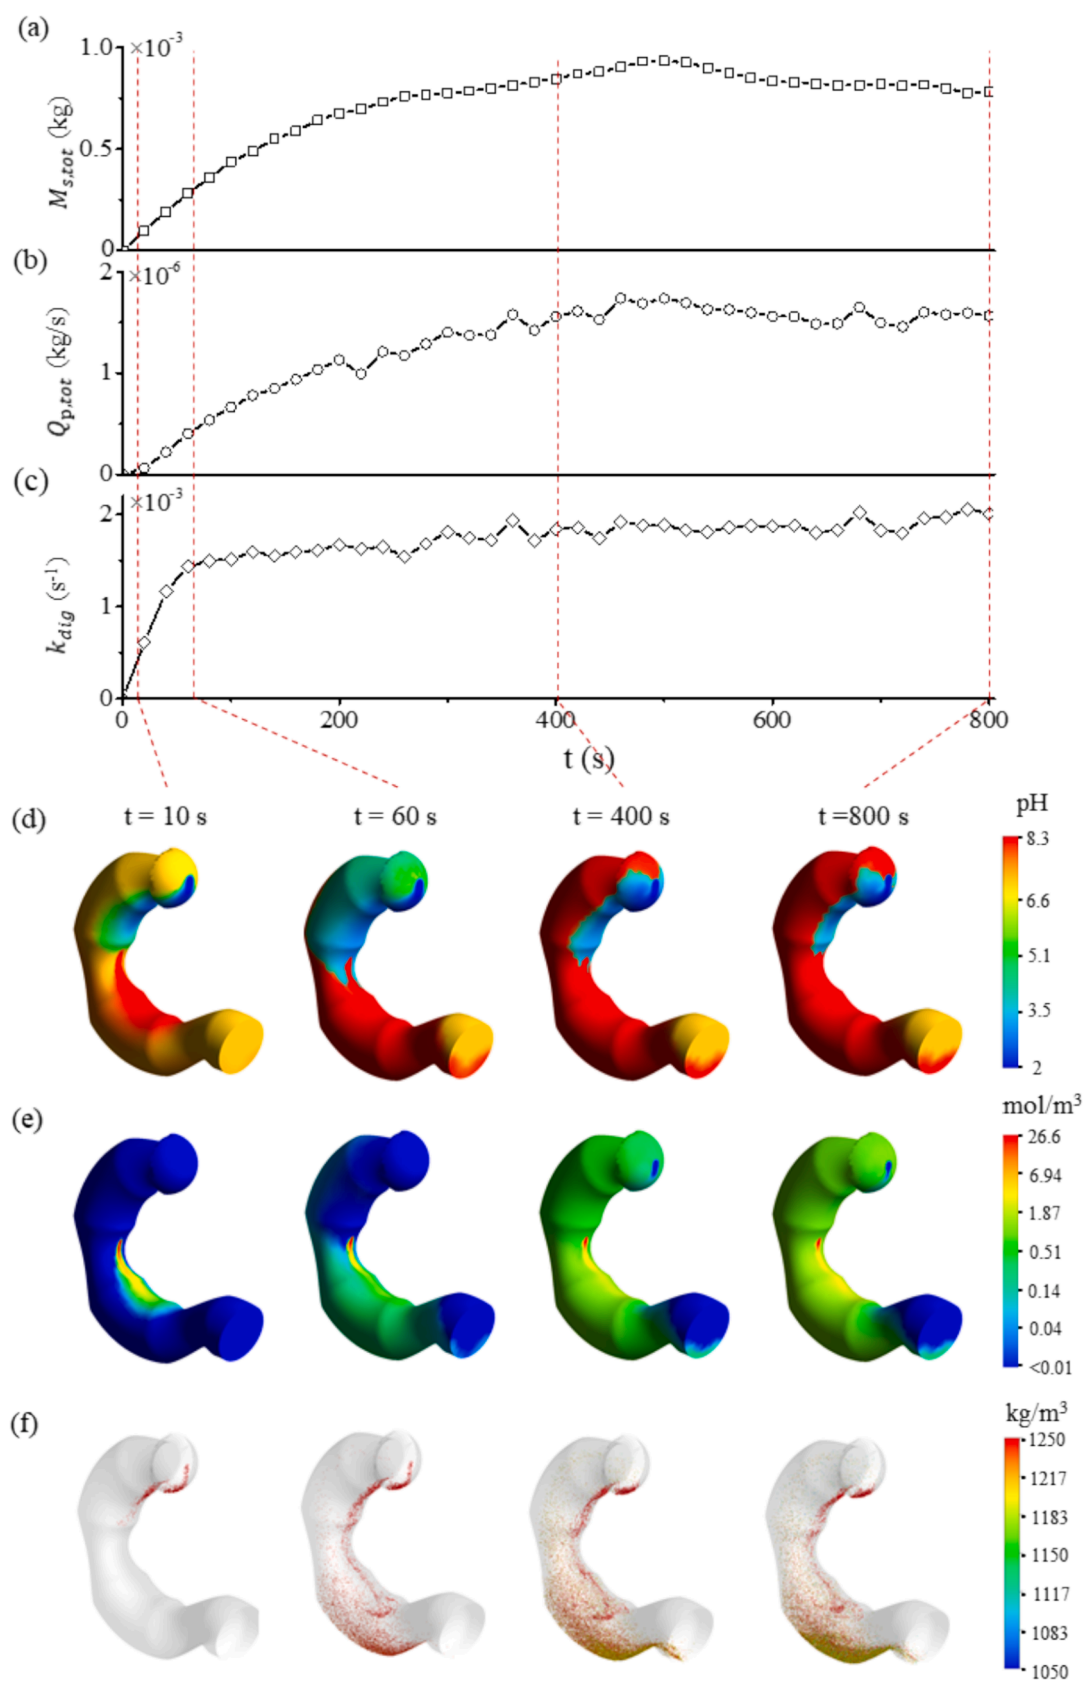 (a)
1.0 ×10-3
0.5
0
Ms,tot (kg)
(b)
2 ×10-6
1
0
Qp,tot (kg/s)
(c)
×10-3
2
1
0
kdig (s-1)
0 200 400 600 800
t (s)
(d)
t = 10 s t = 60 s t = 400 s t =800 s
pH
8.3
6.6
5.1
3.5
2
(e)
mol/m3
26.6
6.94
1.87
0.51
0.14
0.04
<0.01
(f)
kg/m3
1250
1217
1183
1150
1117
1083
1050